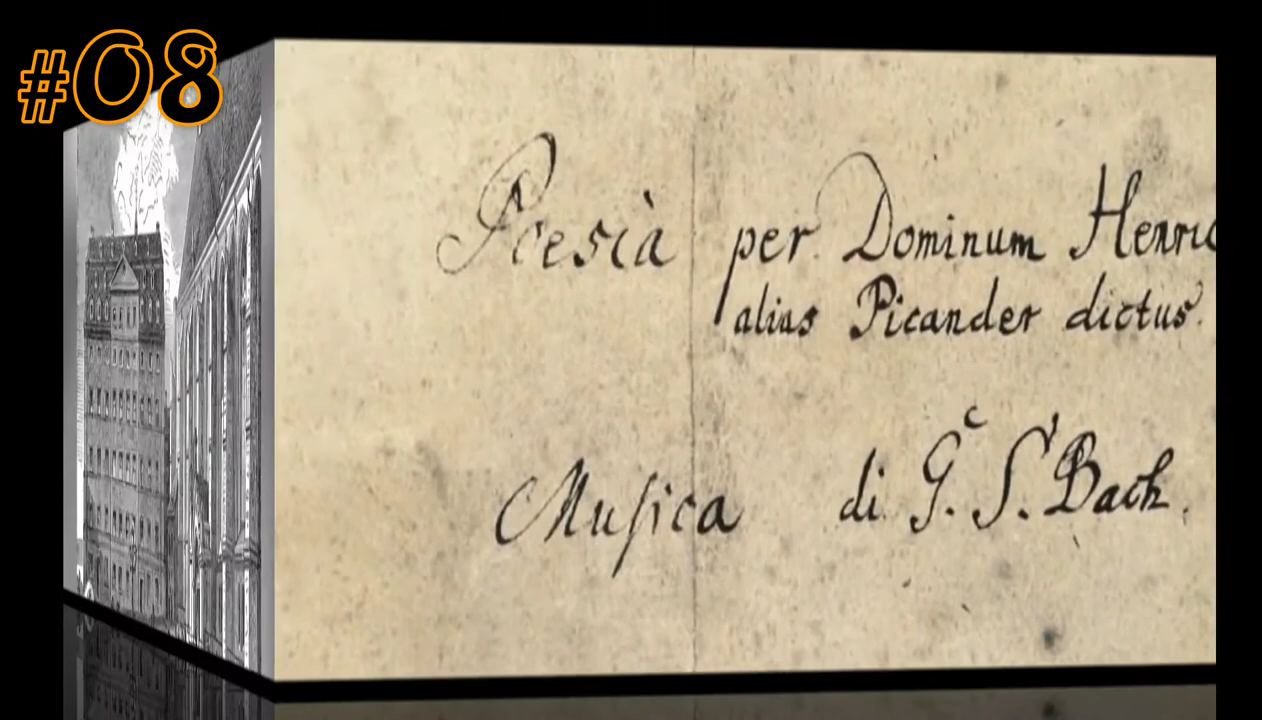 #08
Poesia per Dominum Henric
alias Picander dictus.
Musica di G. S. Bach.